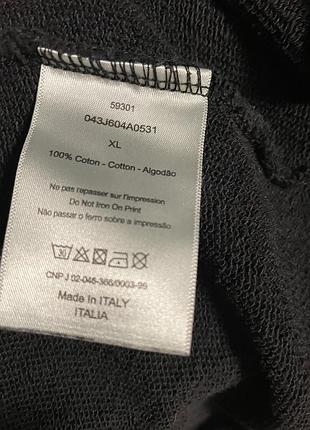 59301
043J604A0531
XL
100% Coton - Cotton - Algodão
Ne pas repasser sur l'impression
Do Not Iron On Print
Não passar o ferro sobre a impressão
30
CNP J 02-046-366/0003-95
Made In ITALY
ITALIA